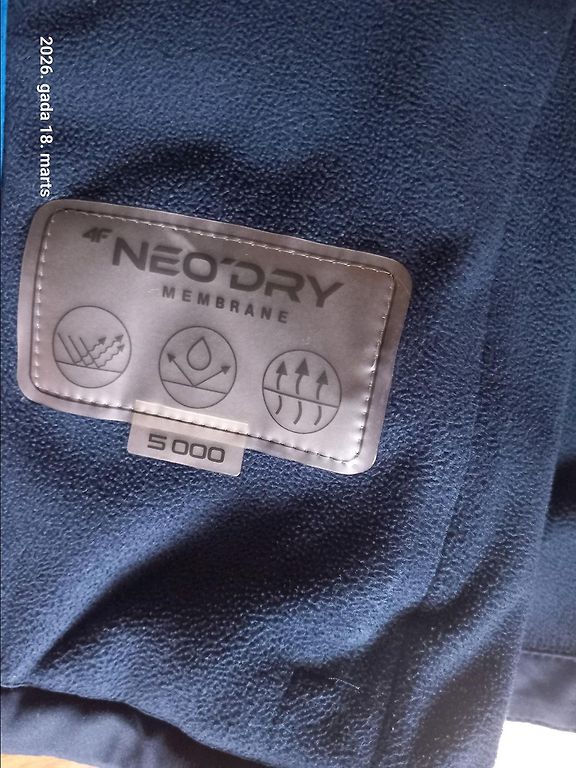 2026. gada 18. marts
4F NEO'DRY
MEMBRANE
5 000